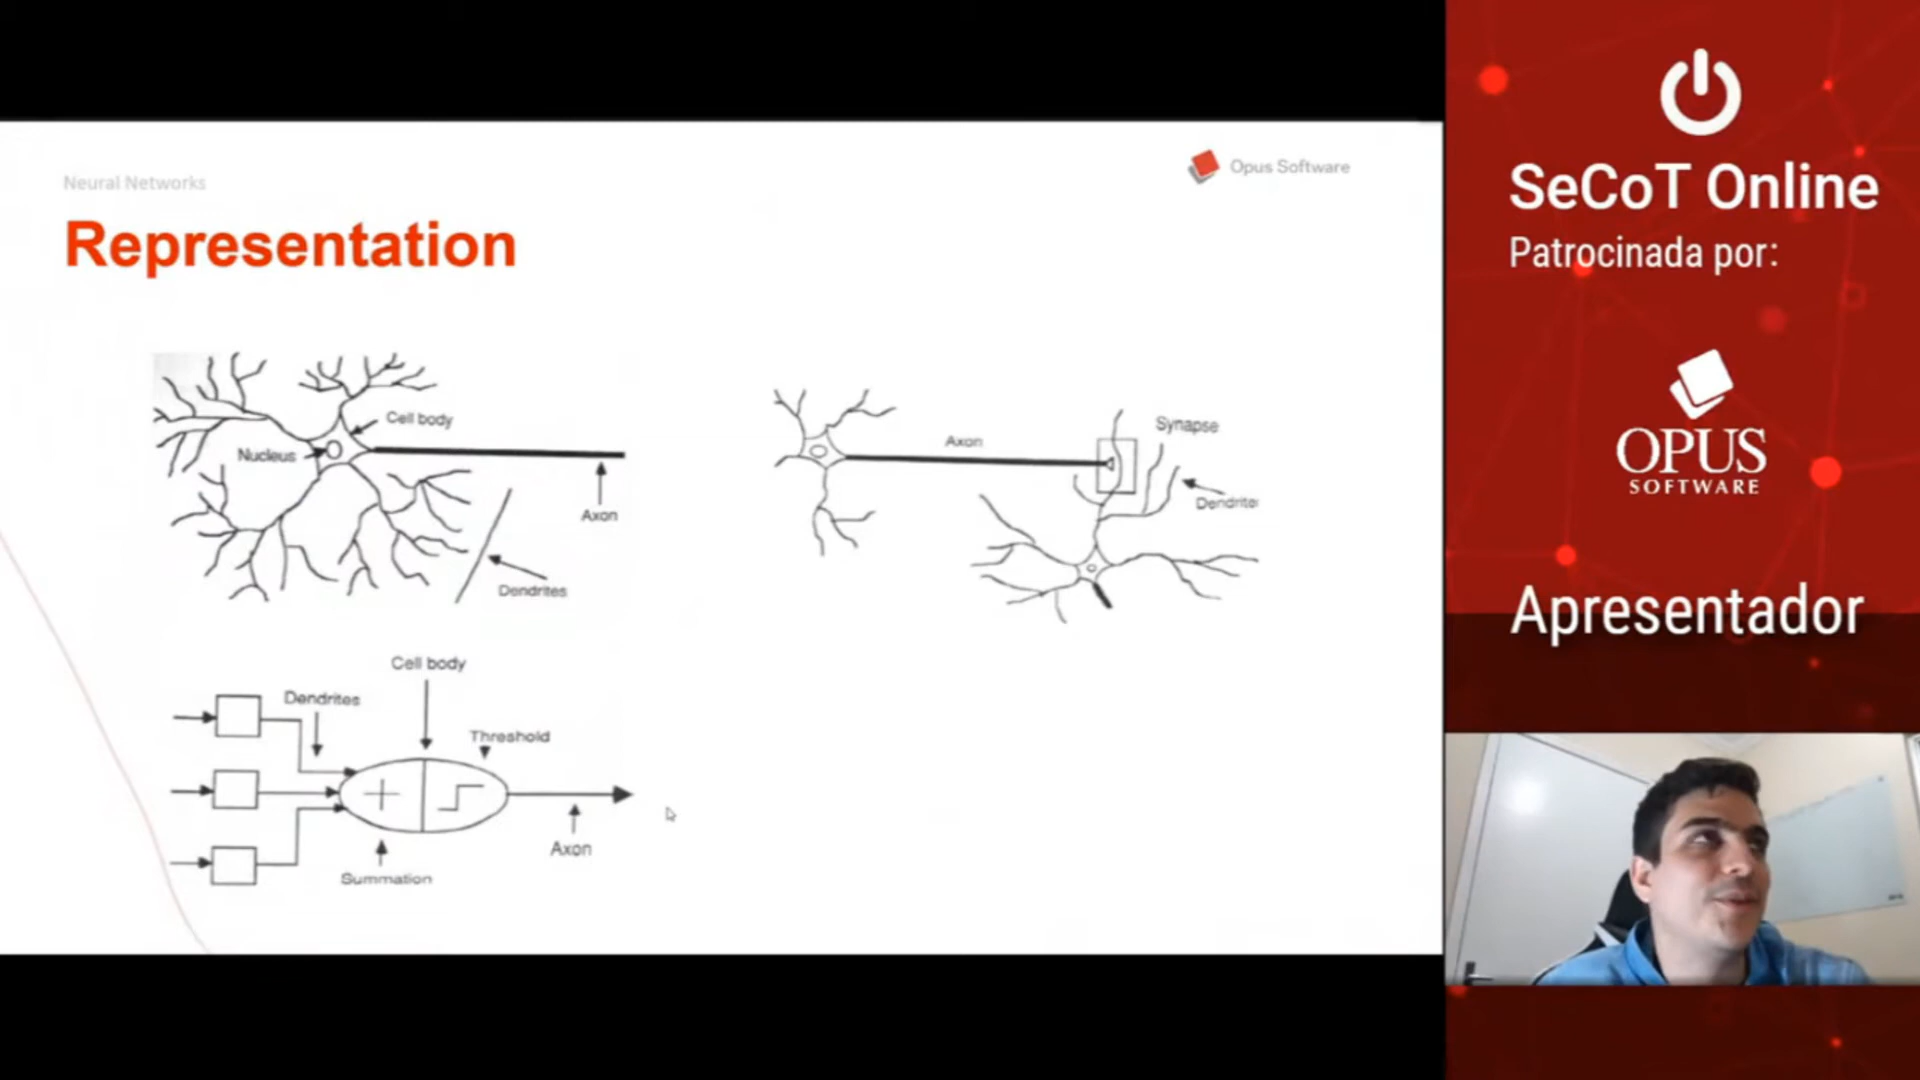 Neural Networks
Opus Software
Representation
Cell body
Nucleus
Axon
Dendrites
Axon
Synapse
Dendrites
Cell body
Dendrites
Threshold
Axon
Summation
SeCoT Online
Patrocinada por:
OPUS
SOFTWARE
Apresentador